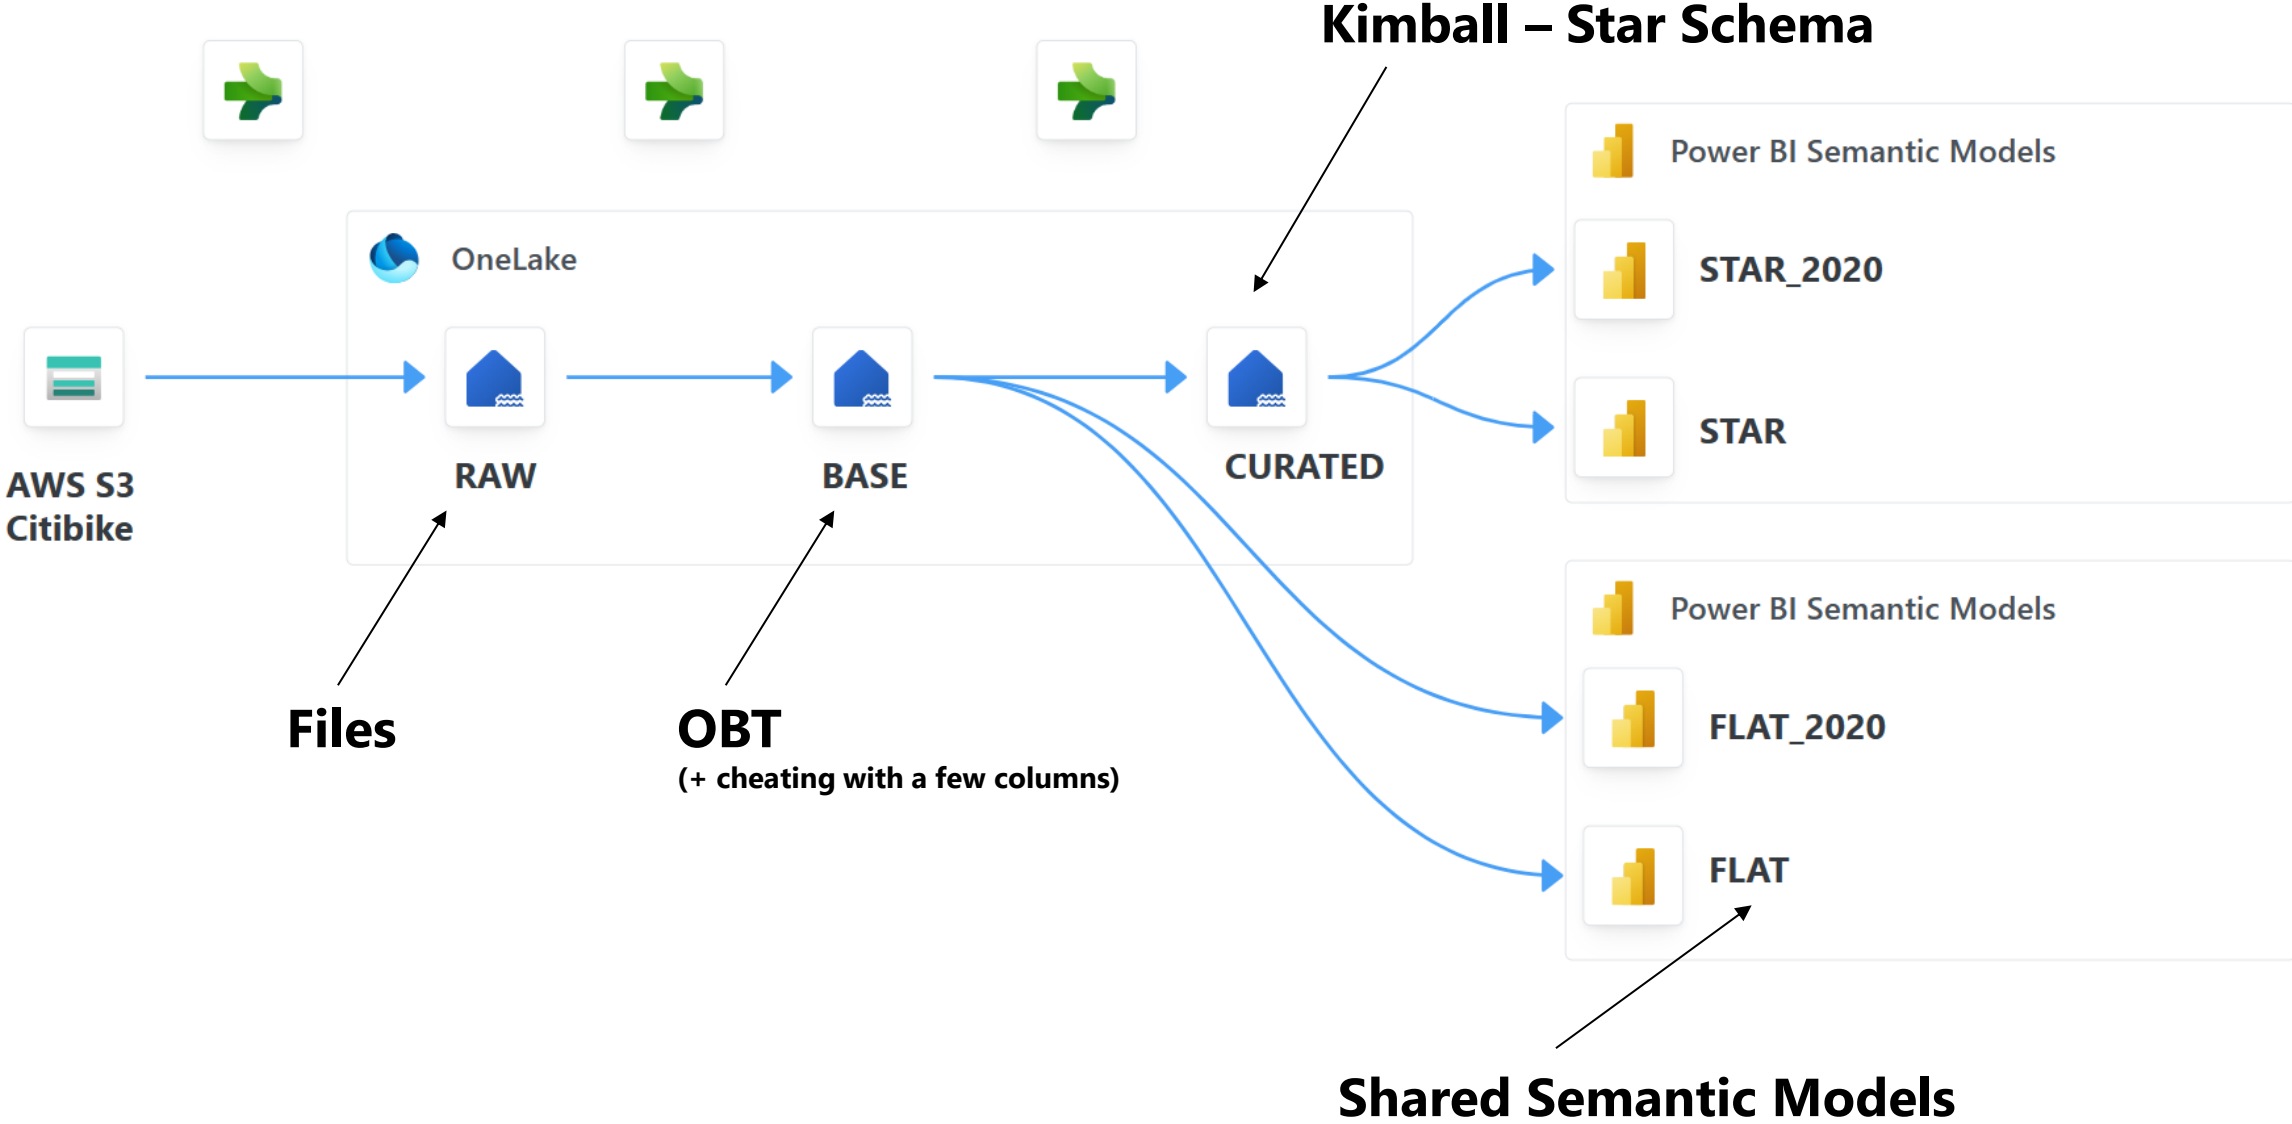 Kimball – Star Schema
Power BI Semantic Models
OneLake
STAR_2020
STAR
AWS S3
Citibike
RAW
BASE
CURATED
Power BI Semantic Models
Files
OBT
(+ cheating with a few columns)
FLAT_2020
FLAT
Shared Semantic Models